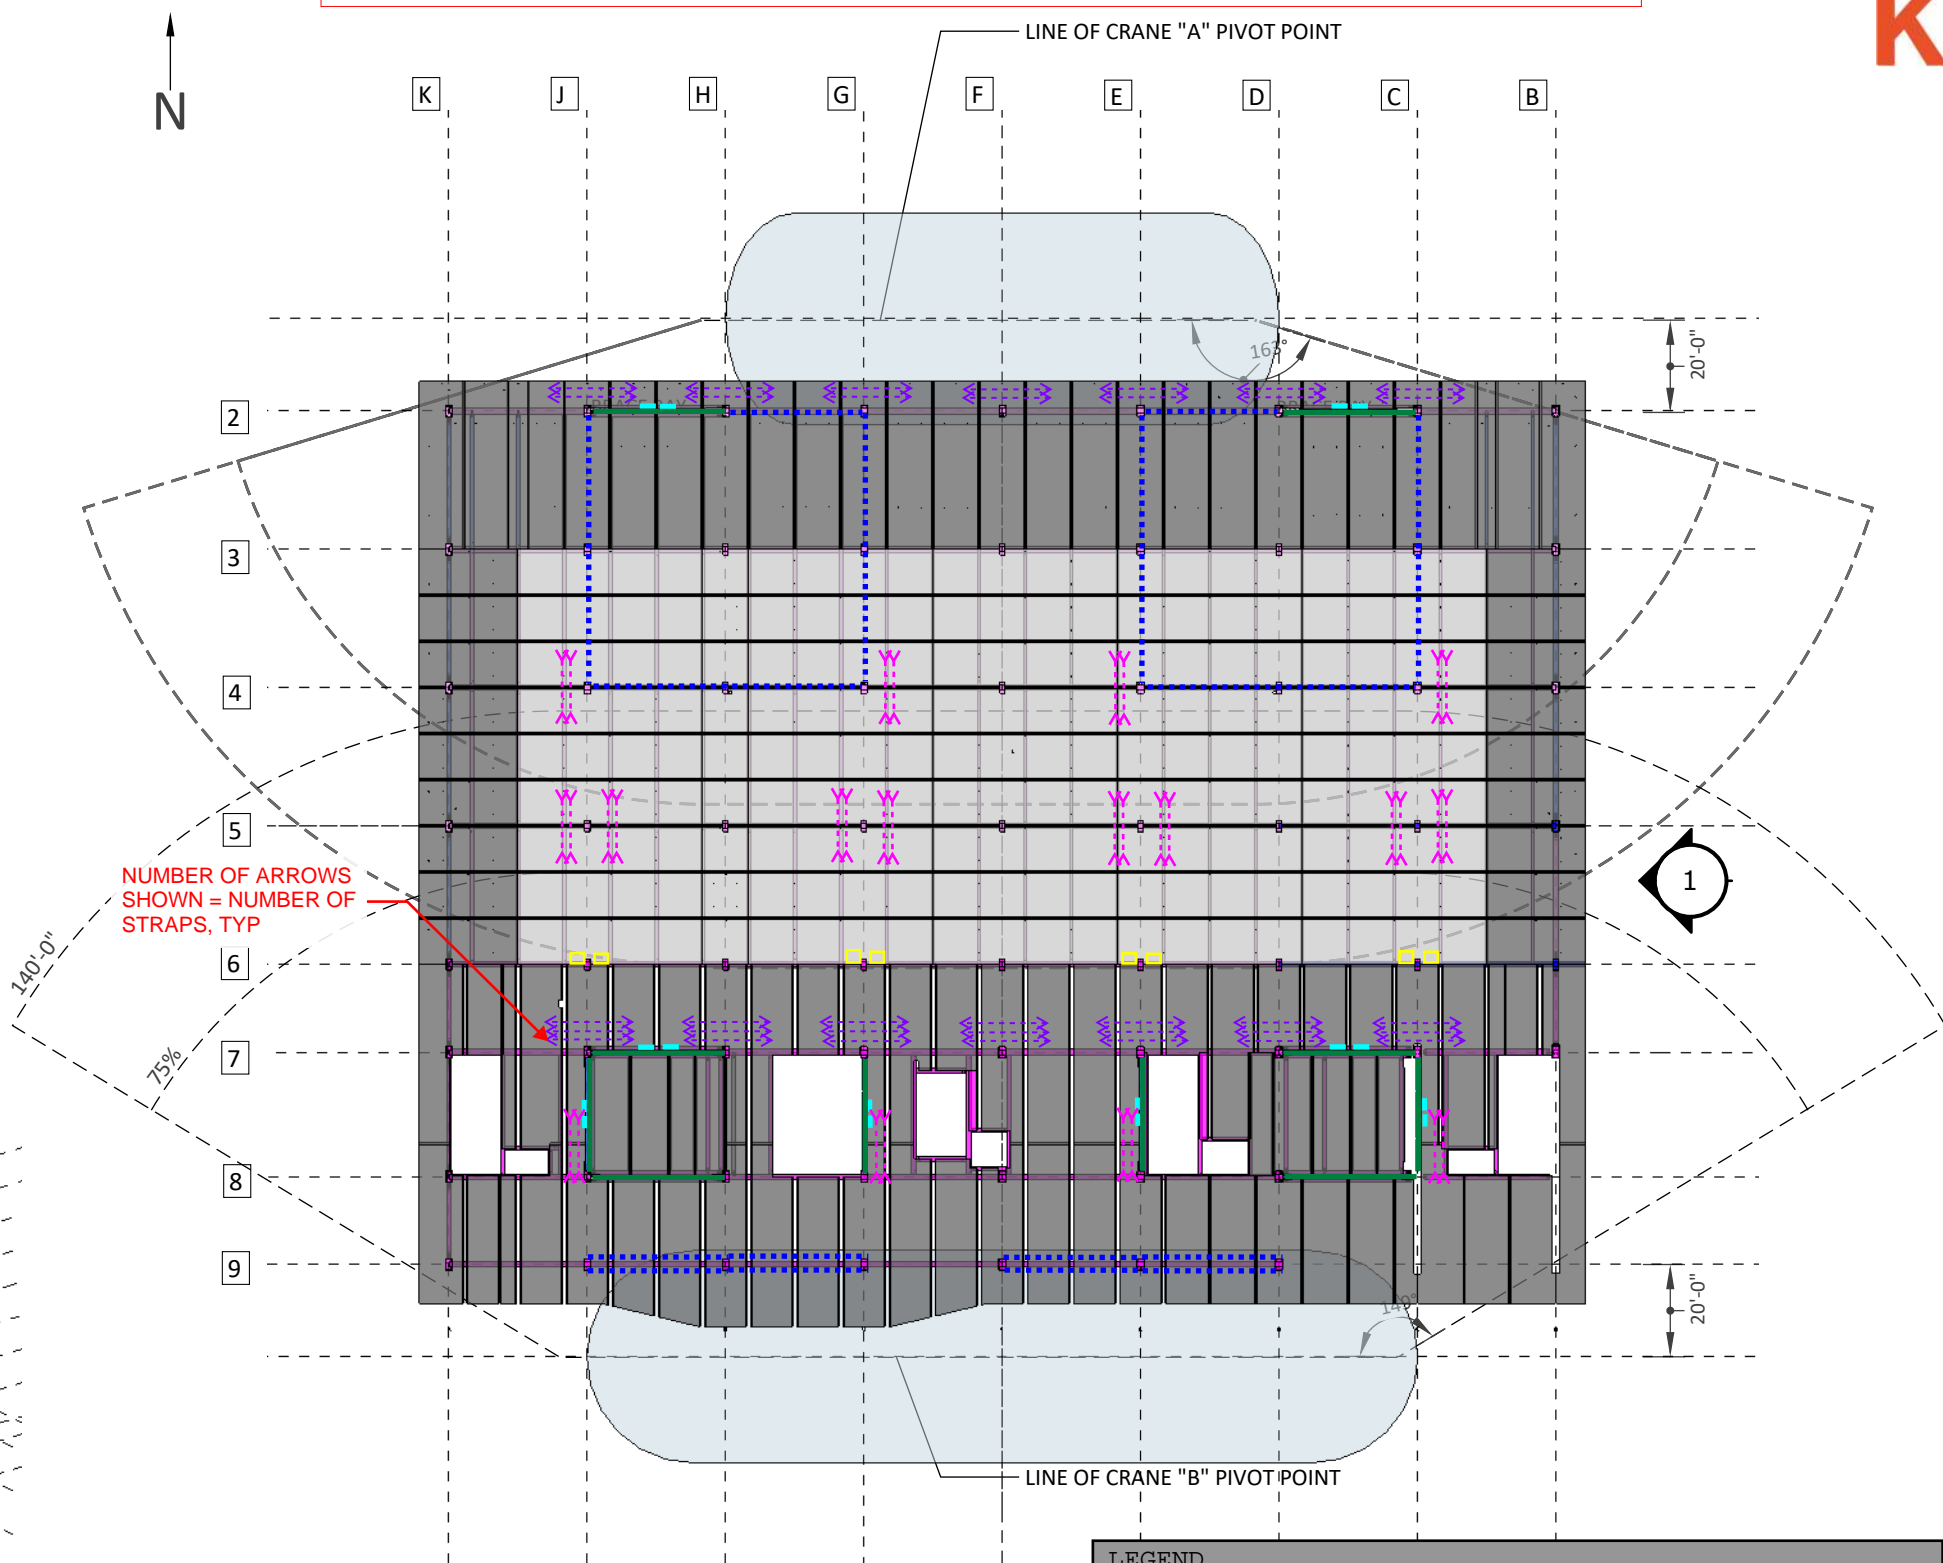 K
LINE OF CRANE "A" PIVOT POINT
N
K J H G F E D C B
163°
20'-0"
2
3
4
5
NUMBER OF ARROWS
SHOWN = NUMBER OF
STRAPS, TYP
1
6
140'-0"
7
75%
8
9
149°
20'-0"
LINE OF CRANE "B" PIVOT POINT
LEGEND